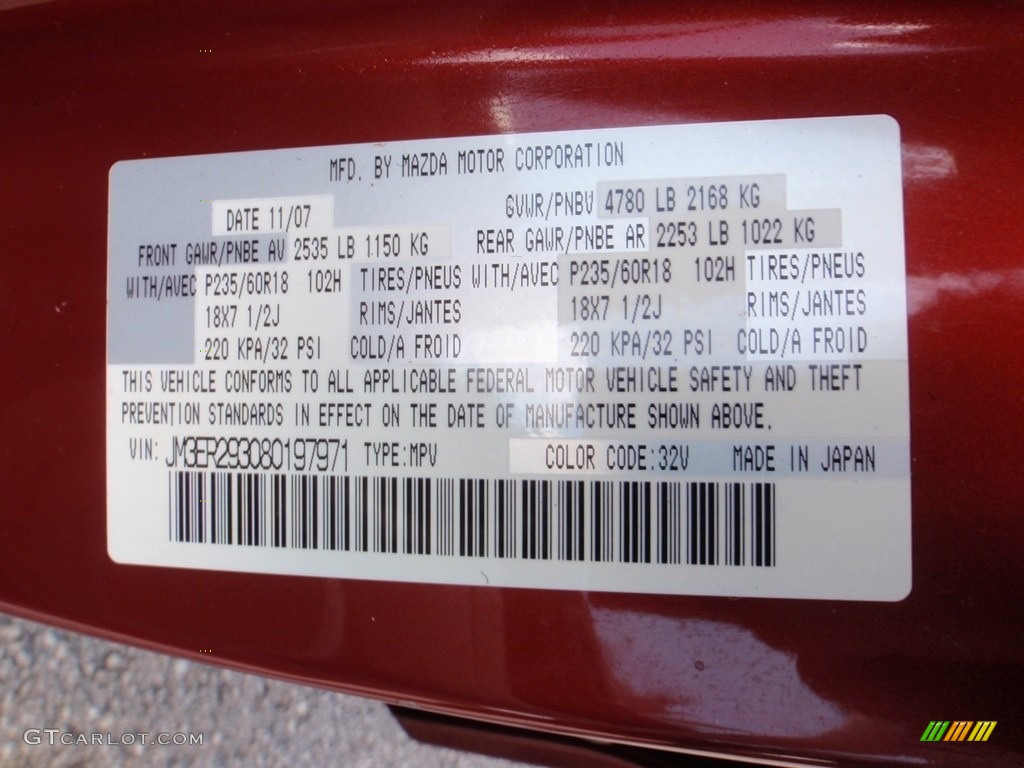 MFD. BY MAZDA MOTOR CORPORATION
DATE 11/07 GVWR/PNBV 4780 LB 2168 KG
FRONT GAWR/PNBE AV 2535 LB 1150 KG REAR GAWR/PNBE AR 2253 LB 1022 KG
WITH/AVEC P235/60R18 102H TIRES/PNEUS WITH/AVEC P235/60R18 102H TIRES/PNEUS
18X7 1/2J RIMS/JANTES 18X7 1/2J RIMS/JANTES
220 KPA/32 PSI COLD/A FROID 220 KPA/32 PSI COLD/A FROID
THIS VEHICLE CONFORMS TO ALL APPLICABLE FEDERAL MOTOR VEHICLE SAFETY AND THEFT
PREVENTION STANDARDS IN EFFECT ON THE DATE OF MANUFACTURE SHOWN ABOVE.
VIN: JM3ER293080197971 TYPE:MPV COLOR CODE:32V MADE IN JAPAN
GTCARLOT.COM